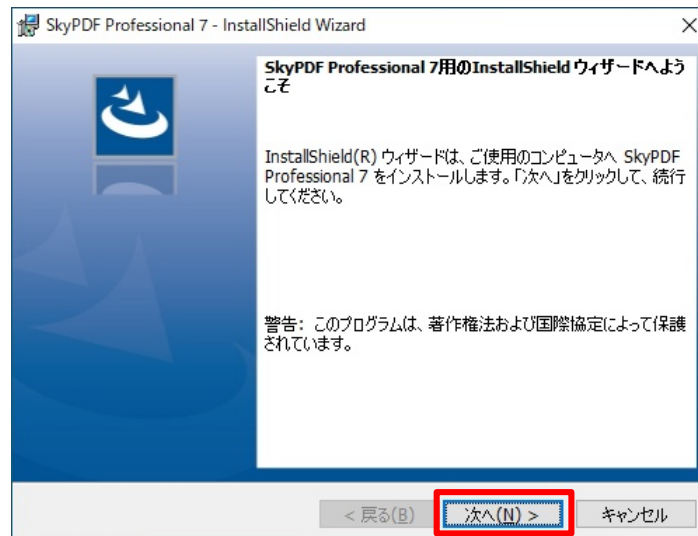 SkyPDF Professional 7 - InstallShield Wizard
SkyPDF Professional 7用のInstallShield ウィザードへよう
こそ
InstallShield(R) ウィザードは、ご使用のコンピュータへ SkyPDF
Professional 7 をインストールします。「次へ」をクリックして、続行
してください。
警告: このプログラムは、著作権法および国際協定によって保護
されています。
< 戻る(B)
次へ(N) >
キャンセル